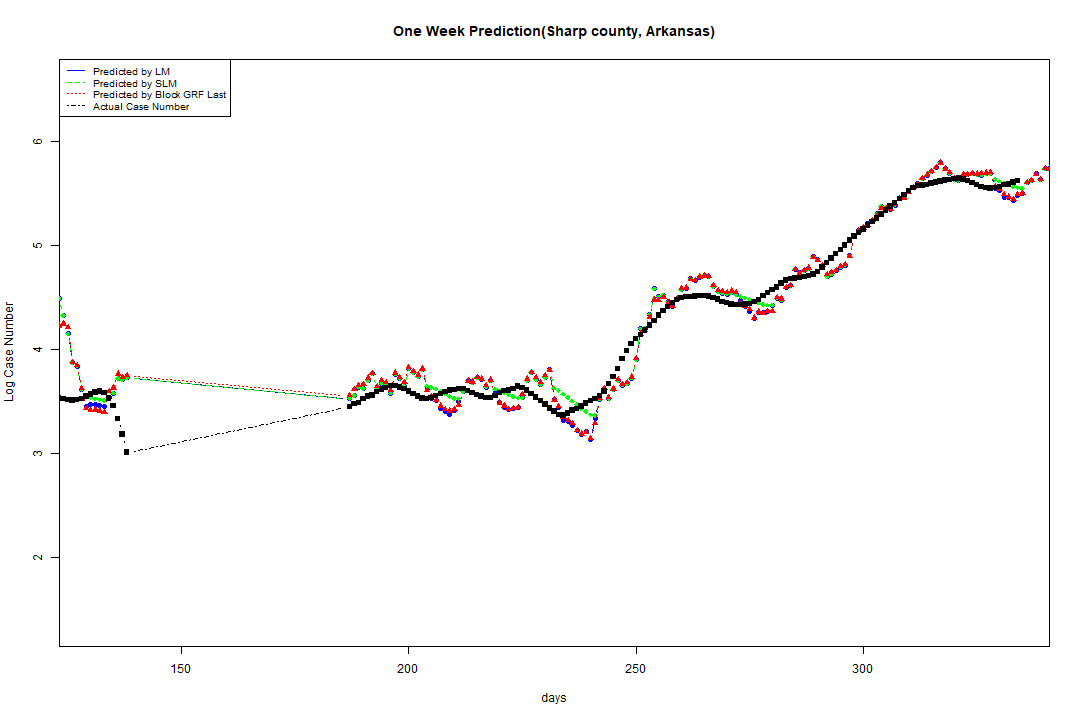 One Week Prediction(Sharp county, Arkansas)
Predicted by LM
Predicted by SLM
Predicted by Block GRF Last
Actual Case Number
6
5
4
3
2
Log Case Number
150
200
250
300
days